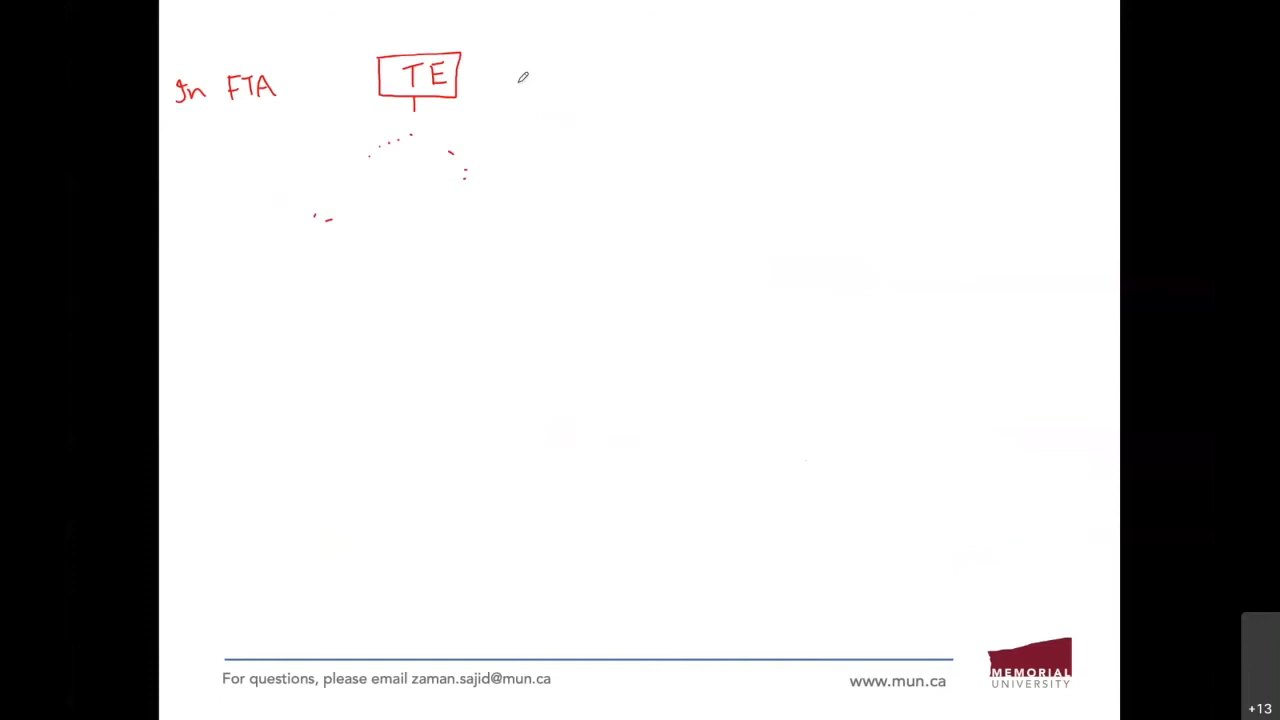 In FTA
TE
For questions, please email zaman.sajid@mun.ca
www.mun.ca
MEMORIAL
UNIVERSITY
+13